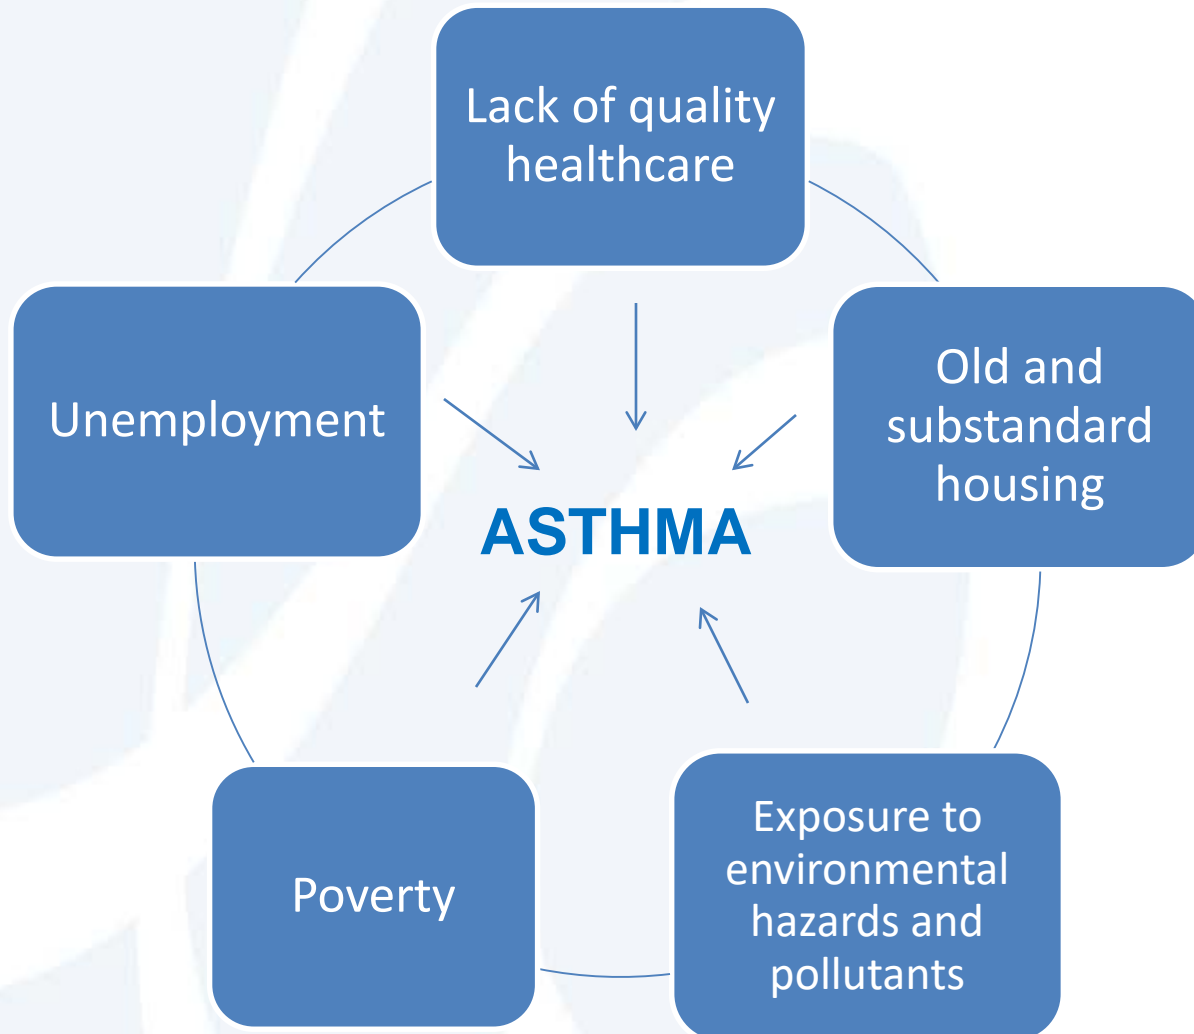 Lack of quality
healthcare
Unemployment
Old and
substandard
housing
ASTHMA
Poverty
Exposure to
environmental
hazards and
pollutants